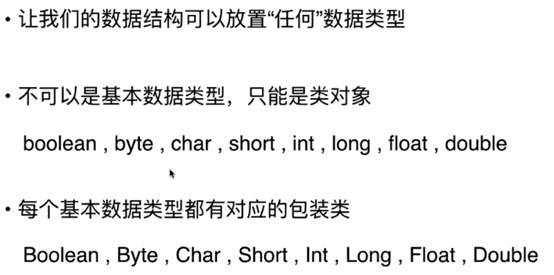 • 让我们的数据结构可以放置“任何”数据类型
• 不可以是基本数据类型，只能是类对象
boolean , byte , char , short , int , long , float , double
• 每个基本数据类型都有对应的包装类
Boolean , Byte , Char , Short , Int , Long , Float , Double